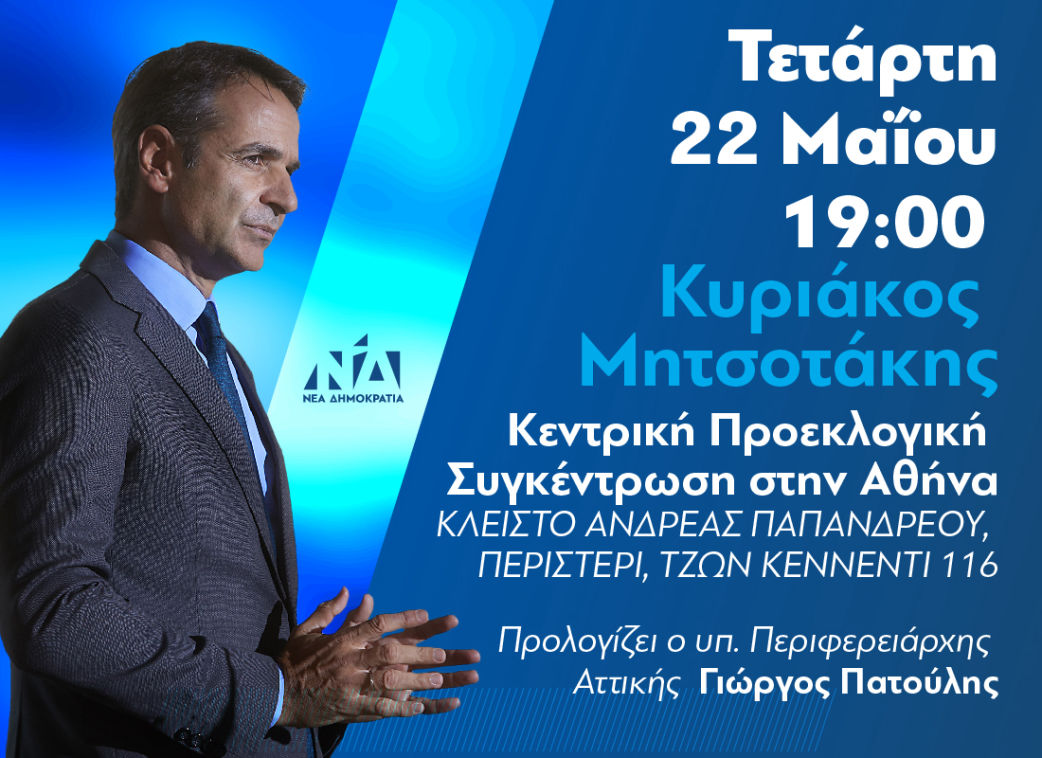 Τετάρτη
22 Μαΐου
19:00
Κυριάκος
Μητσοτάκης
ΝΔ
ΝΕΑ ΔΗΜΟΚΡΑΤΙΑ
Κεντρική Προεκλογική
Συγκέντρωση στην Αθήνα
ΚΛΕΙΣΤΟ ΑΝΔΡΕΑΣ ΠΑΠΑΝΔΡΕΟΥ,
ΠΕΡΙΣΤΕΡΙ, ΤΖΩΝ ΚΕΝΝΕΝΤΙ 116
Προλογίζει ο υπ. Περιφερειάρχης
Αττικής Γιώργος Πατούλης